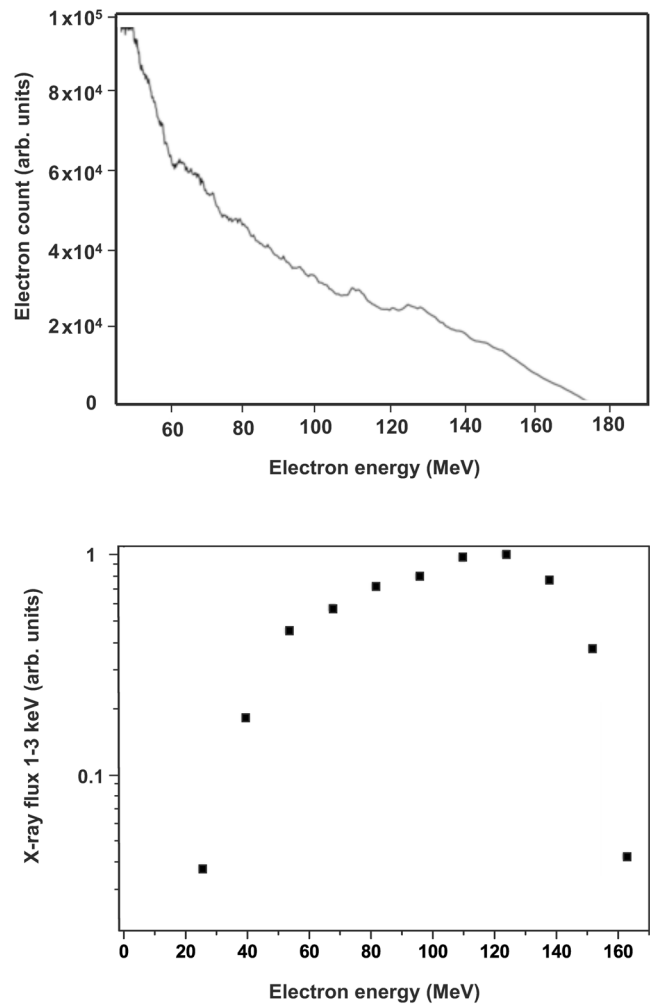 1x10⁵
8x10⁴
6x10⁴
4x10⁴
2x10⁴
0
Electron count (arb. units)
60 80 100 120 140 160 180
Electron energy (MeV)
1
0.1
X-ray flux 1-3 keV (arb. units)
0 20 40 60 80 100 120 140 160
Electron energy (MeV)